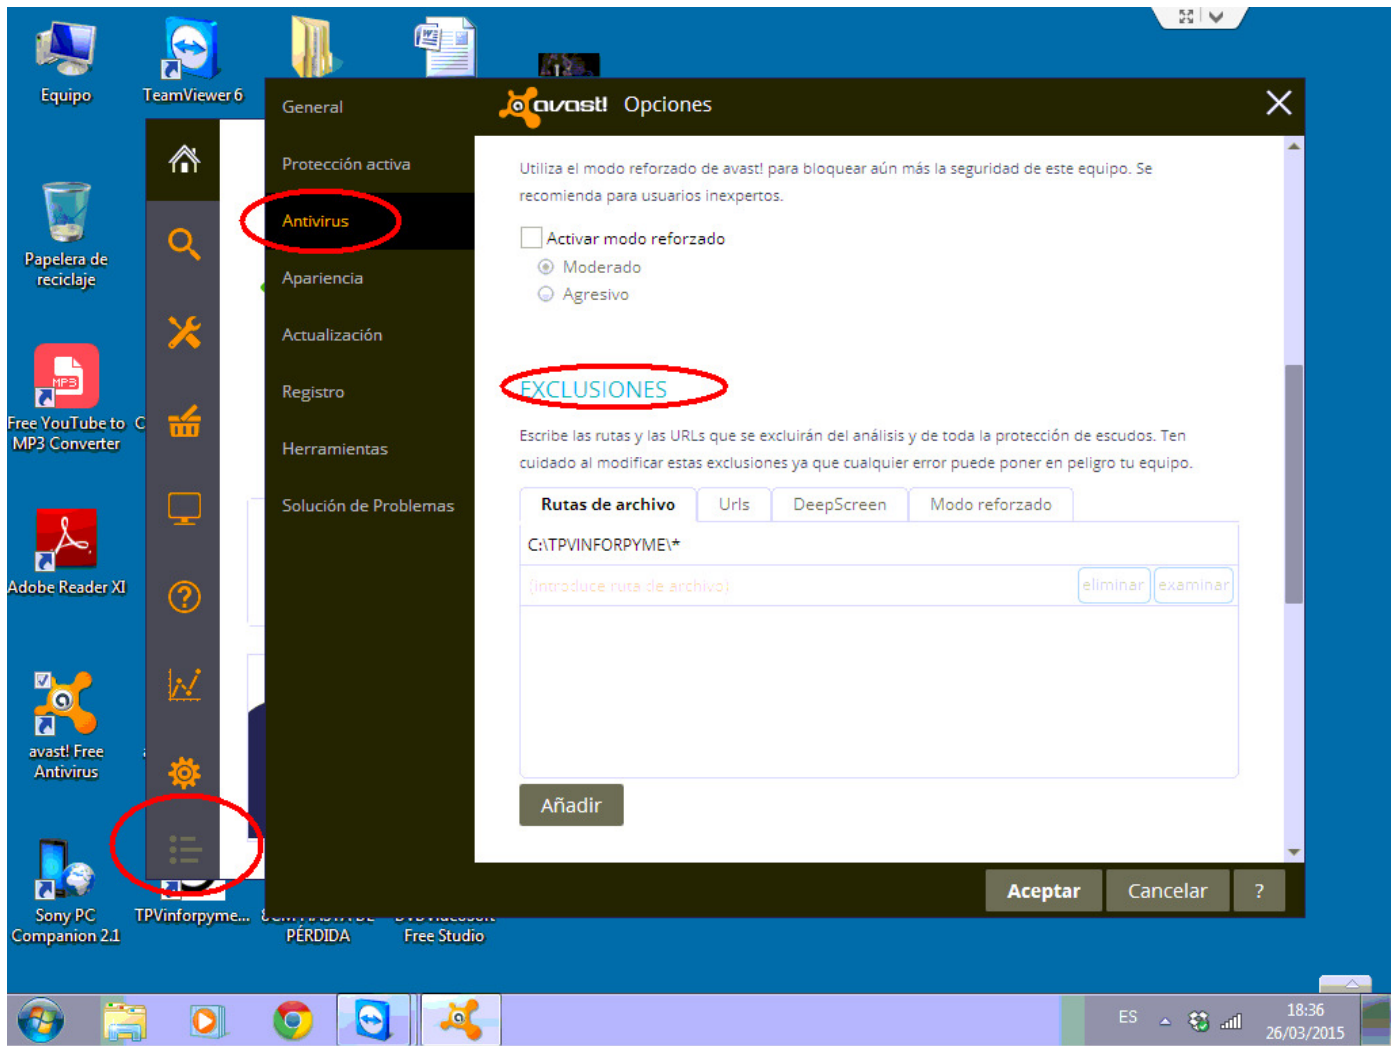 Equipo
TeamViewer 6
Papelera de
reciclaje
MP3
Free YouTube to
MP3 Converter
C
Adobe Reader XI
avast! Free
Antivirus
Sony PC
Companion 2.1
TPVinforpyme...
PÉRDIDA
Free Studio
General
Protección activa
Antivirus
Apariencia
Actualización
Registro
Herramientas
Solución de Problemas
avast! Opciones
Utiliza el modo reforzado de avast! para bloquear aún más la seguridad de este equipo. Se
recomienda para usuarios inexpertos.
Activar modo reforzado
Moderado
Agresivo
EXCLUSIONES
Escribe las rutas y las URLs que se excluirán del análisis y de toda la protección de escudos. Ten
cuidado al modificar estas exclusiones ya que cualquier error puede poner en peligro tu equipo.
Rutas de archivo Urls DeepScreen Modo reforzado
C:\TPVINFORPYME\*
(introduce ruta de archivo) eliminar examinar
Añadir
Aceptar Cancelar ?
ES
18:36
26/03/2015